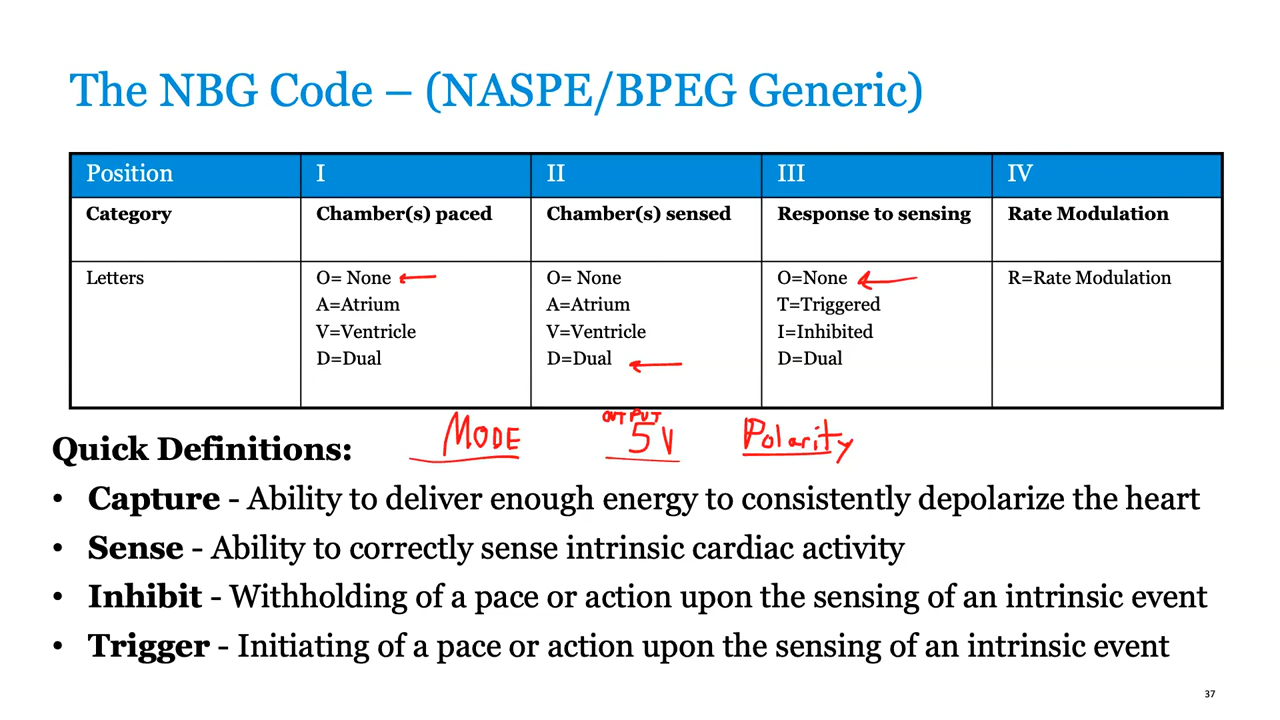 The NBG Code – (NASPE/BPEG Generic)
Position I II III IV
Category Chamber(s) paced Chamber(s) sensed Response to sensing Rate Modulation
Letters O= None O= None O=None R=Rate Modulation
A=Atrium A=Atrium T=Triggered
V=Ventricle V=Ventricle I=Inhibited
D=Dual D=Dual D=Dual
OUTPUT
MODE 5V Polarity
Quick Definitions:
• Capture - Ability to deliver enough energy to consistently depolarize the heart
• Sense - Ability to correctly sense intrinsic cardiac activity
• Inhibit - Withholding of a pace or action upon the sensing of an intrinsic event
• Trigger - Initiating of a pace or action upon the sensing of an intrinsic event
37